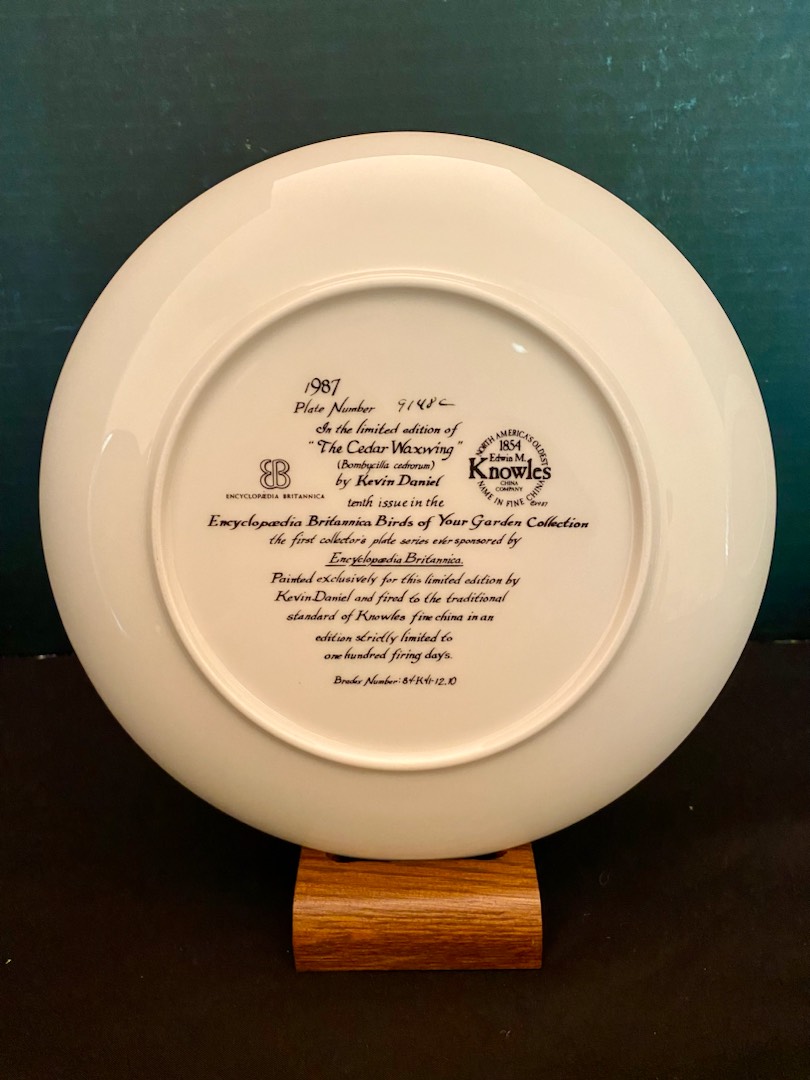 1987
Plate Number 9148C
In the limited edition of
"The Cedar Waxwing"
(Bombycilla cedrorum)
by Kevin Daniel
tenth issue in the
Encyclopædia Britannica Birds of Your Garden Collection
the first collector's plate series ever sponsored by
Encyclopædia Britannica.
Painted exclusively for this limited edition by
Kevin Daniel and fired to the traditional
standard of Knowles fine china in an
edition strictly limited to
one hundred firing days.
Bradex Number: 84-K41-12.10
EB
ENCYCLOPÆDIA BRITANNICA
NORTH AMERICA'S OLDEST
1854
Edwin M.
Knowles
CHINA
COMPANY
NAME IN FINE CHINA
©1987